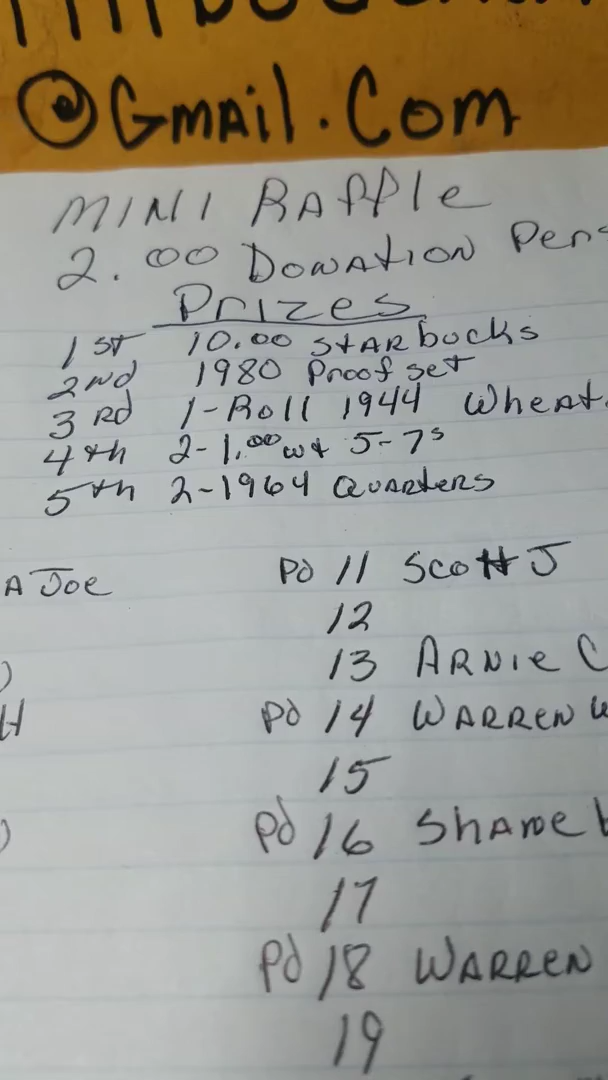 @Gmail.Com
MINI RAFFle
2.00 DONATION Per
Prizes
1ST 10.00 STARbucks
2Nd 1980 Proof set
3Rd 1-Roll 1944 Wheat
4th 2-1.00 w+ 5-7s
5th 2-1964 QUARters
A Joe
Pd 11 Scott J
12
13 ARNie C
H
Pd 14 WARREN W
15
Pd 16 Shane
17
Pd 18 WARREN
19